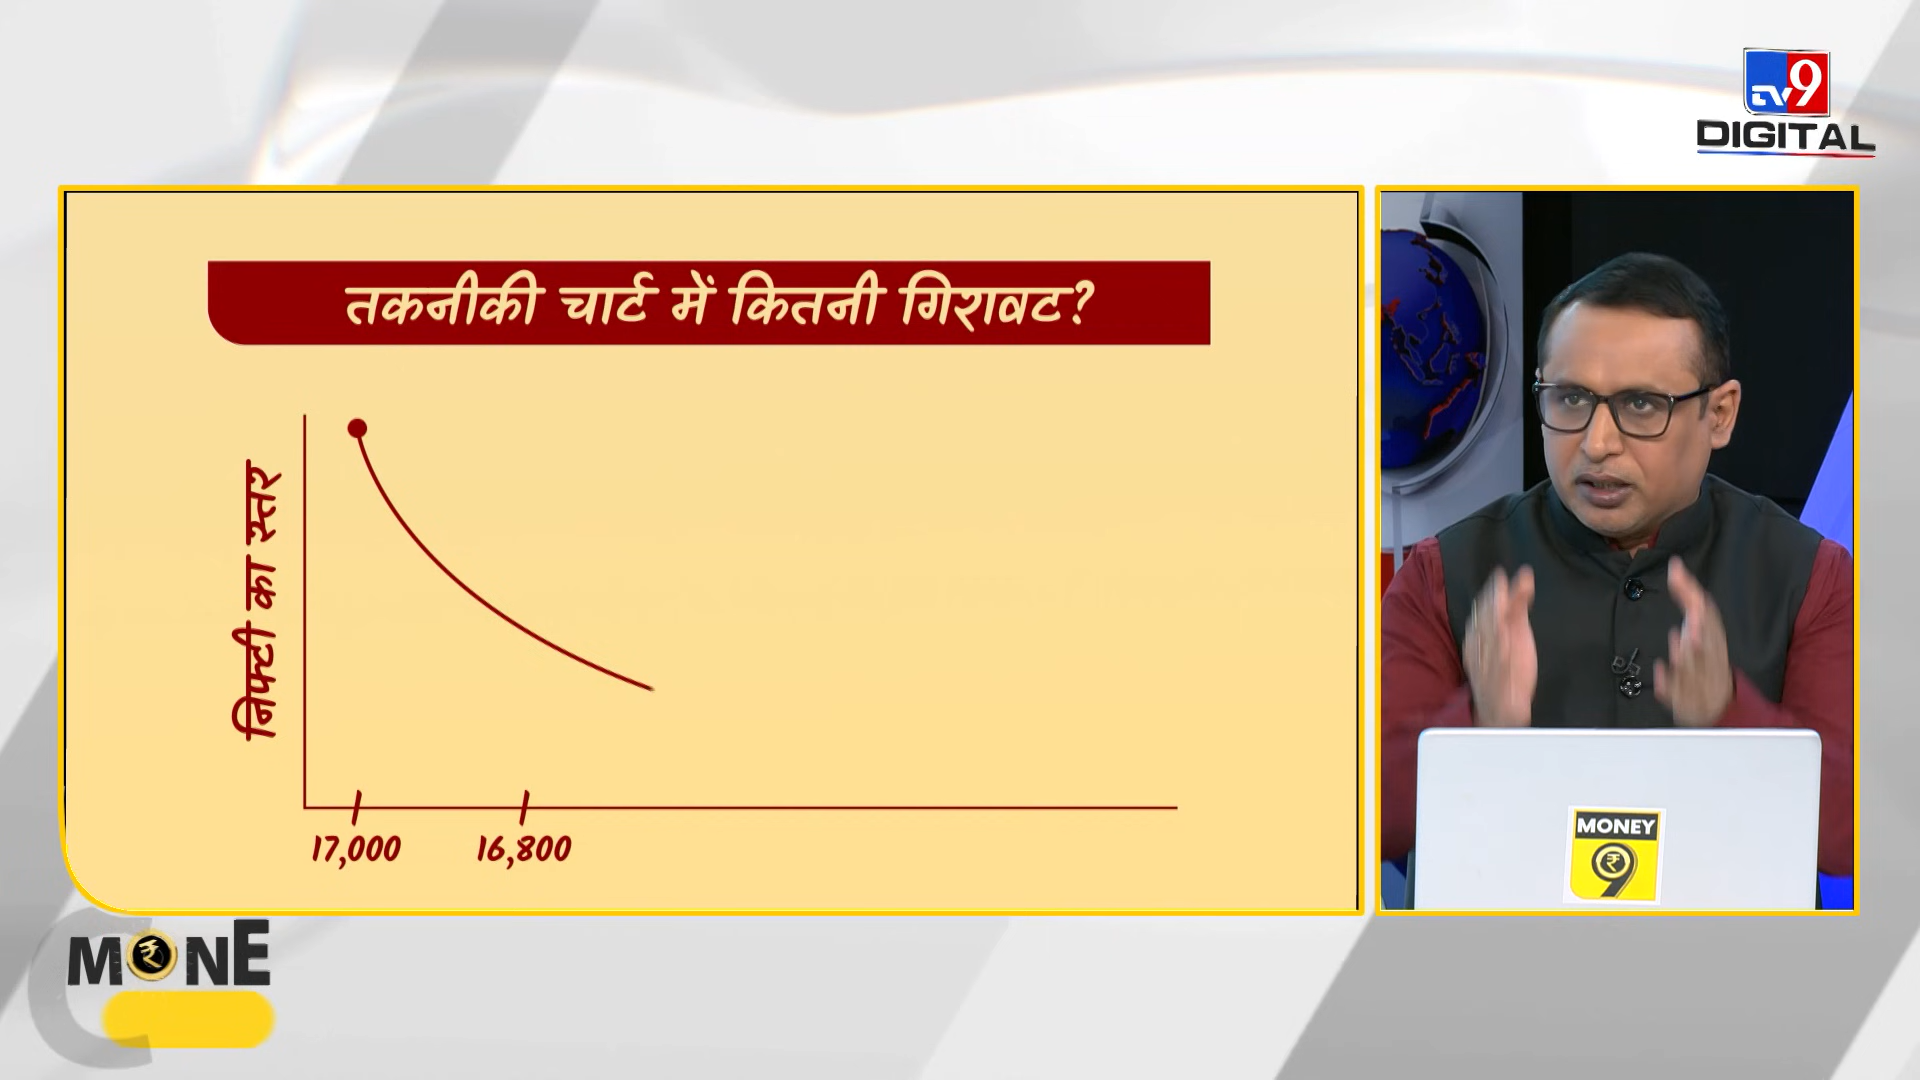 tv9
DIGITAL
तकनीकी चार्ट में कितनी गिरावट?
निफ्टी का स्तर
17,000
16,800
MONEY
9
MONE